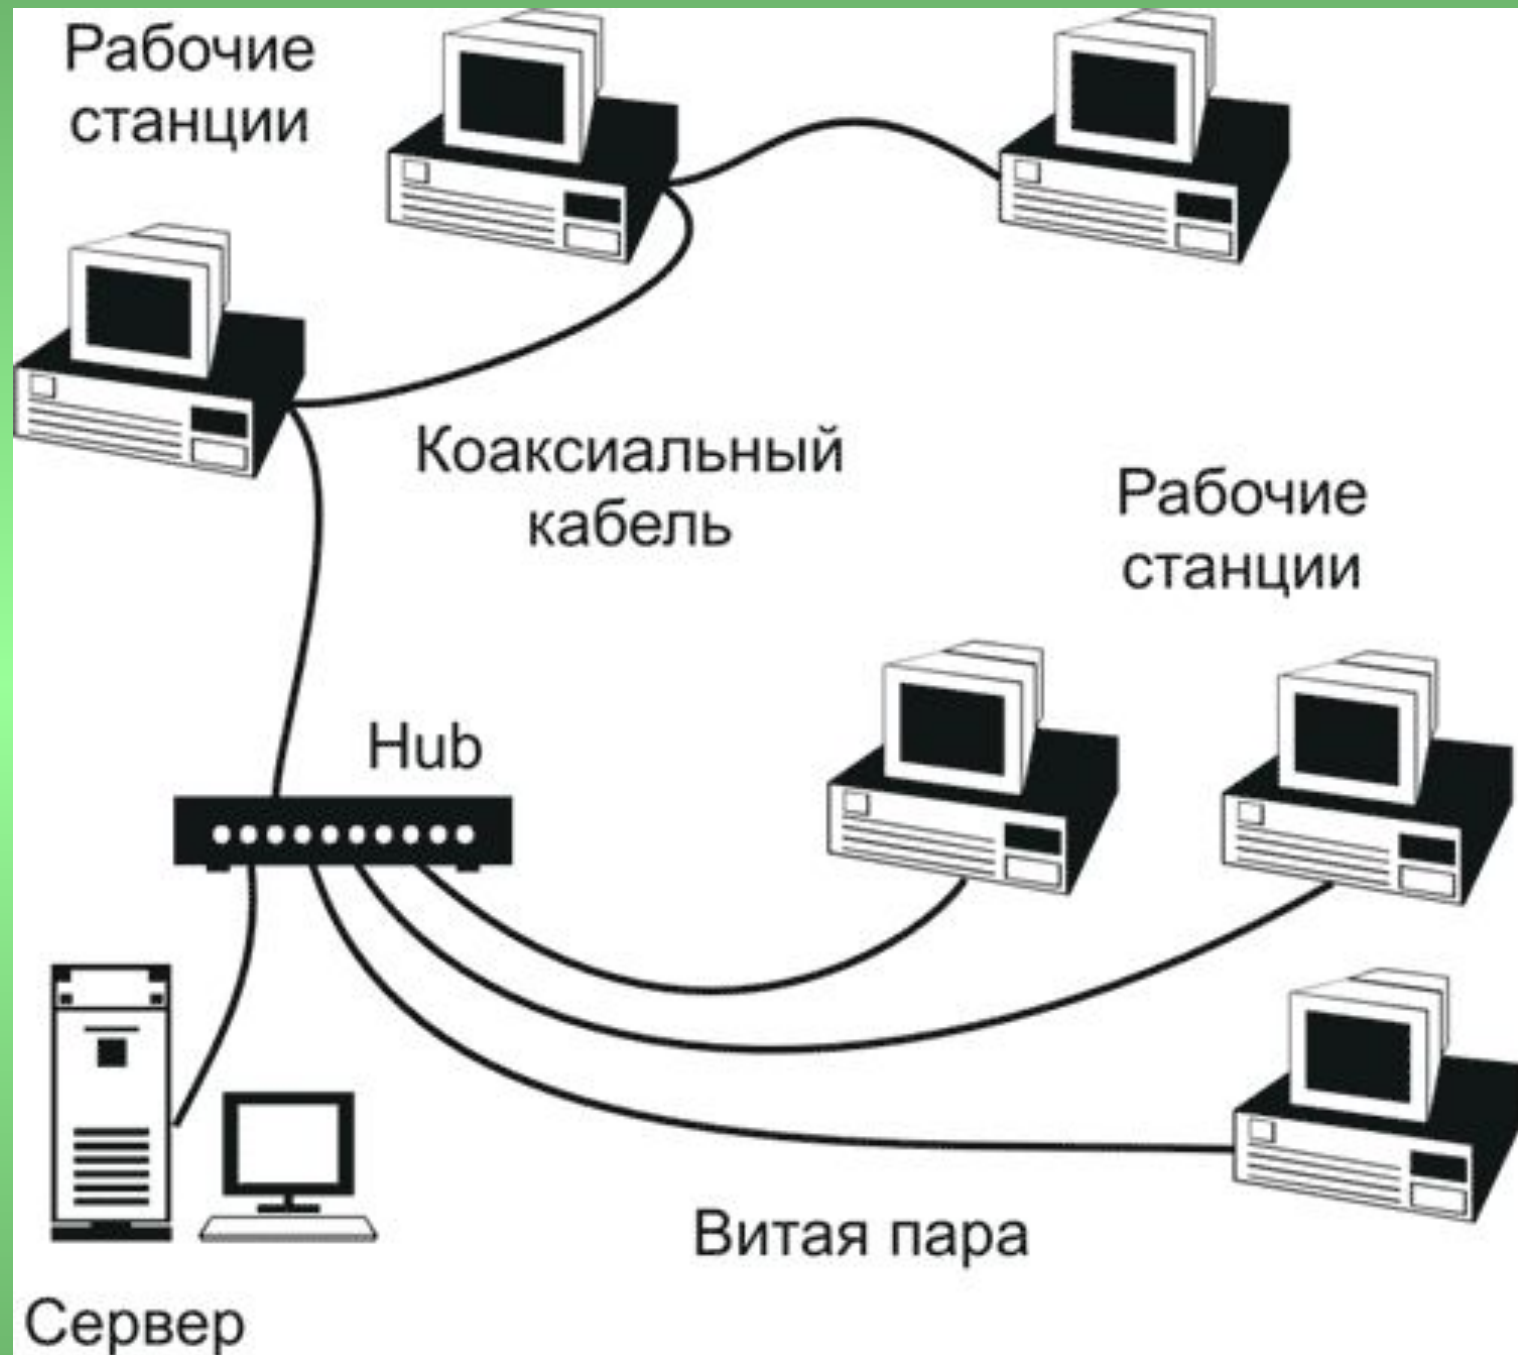 Рабочие
станции
Коаксиальный
кабель
Рабочие
станции
Hub
Витая пара
Сервер